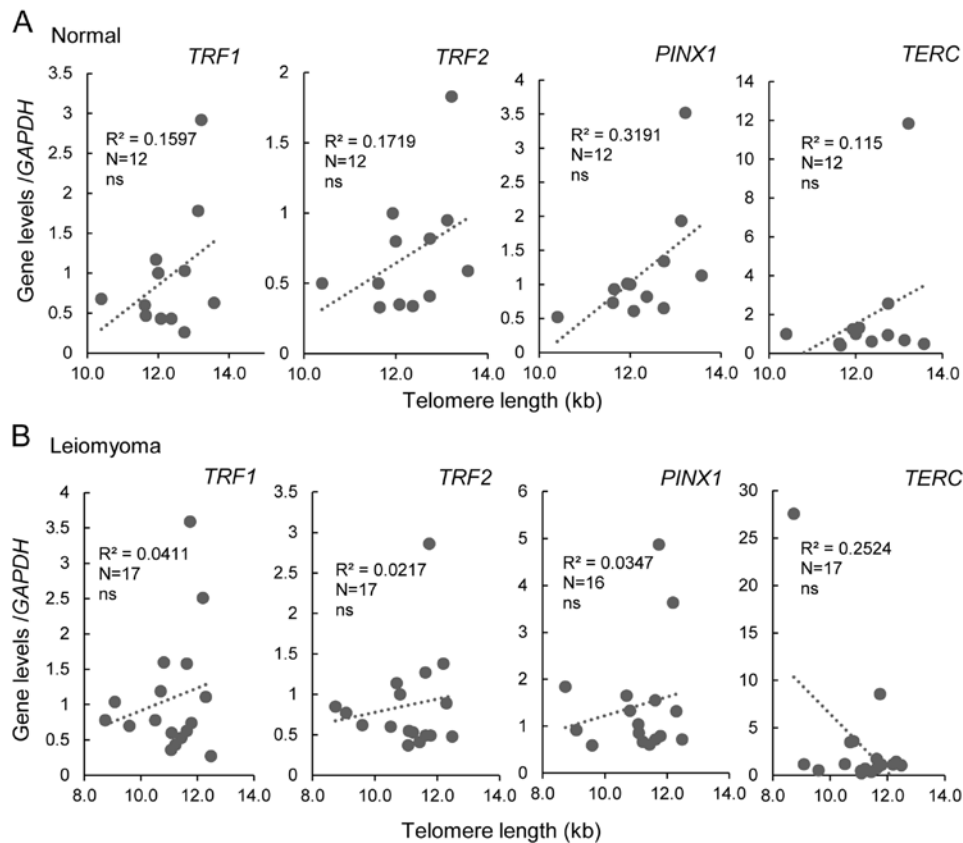 A
Normal
TRF1
TRF2
PINX1
TERC
Gene levels /GAPDH
3.5
3
2.5
2
1.5
1
0.5
0
R² = 0.1597
N=12
ns
10.0 12.0 14.0
2
1.5
1
0.5
0
R² = 0.1719
N=12
ns
10.0 12.0 14.0
4
3.5
3
2.5
2
1.5
1
0.5
0
R² = 0.3191
N=12
ns
10.0 12.0 14.0
14
12
10
8
6
4
2
0
R² = 0.115
N=12
ns
10.0 12.0 14.0
Telomere length (kb)
B
Leiomyoma
TRF1
TRF2
PINX1
TERC
Gene levels /GAPDH
4
3.5
3
2.5
2
1.5
1
0.5
0
R² = 0.0411
N=17
ns
8.0 10.0 12.0 14.0
3.5
3
2.5
2
1.5
1
0.5
0
R² = 0.0217
N=17
ns
8.0 10.0 12.0 14.0
6
5
4
3
2
1
0
R² = 0.0347
N=16
ns
8.0 10.0 12.0 14.0
30
25
20
15
10
5
0
R² = 0.2524
N=17
ns
8.0 10.0 12.0 14.0
Telomere length (kb)